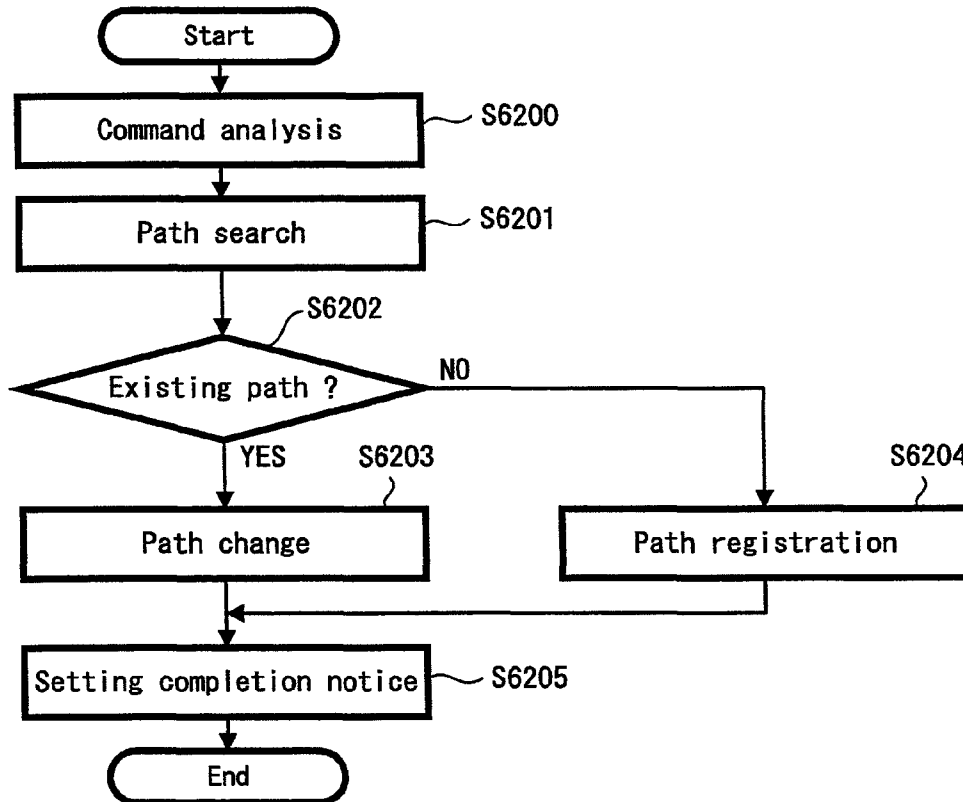 Start
Command analysis
S6200
Path search
S6201
S6202
Existing path ?
NO
YES
S6203
S6204
Path change
Path registration
Setting completion notice
S6205
End